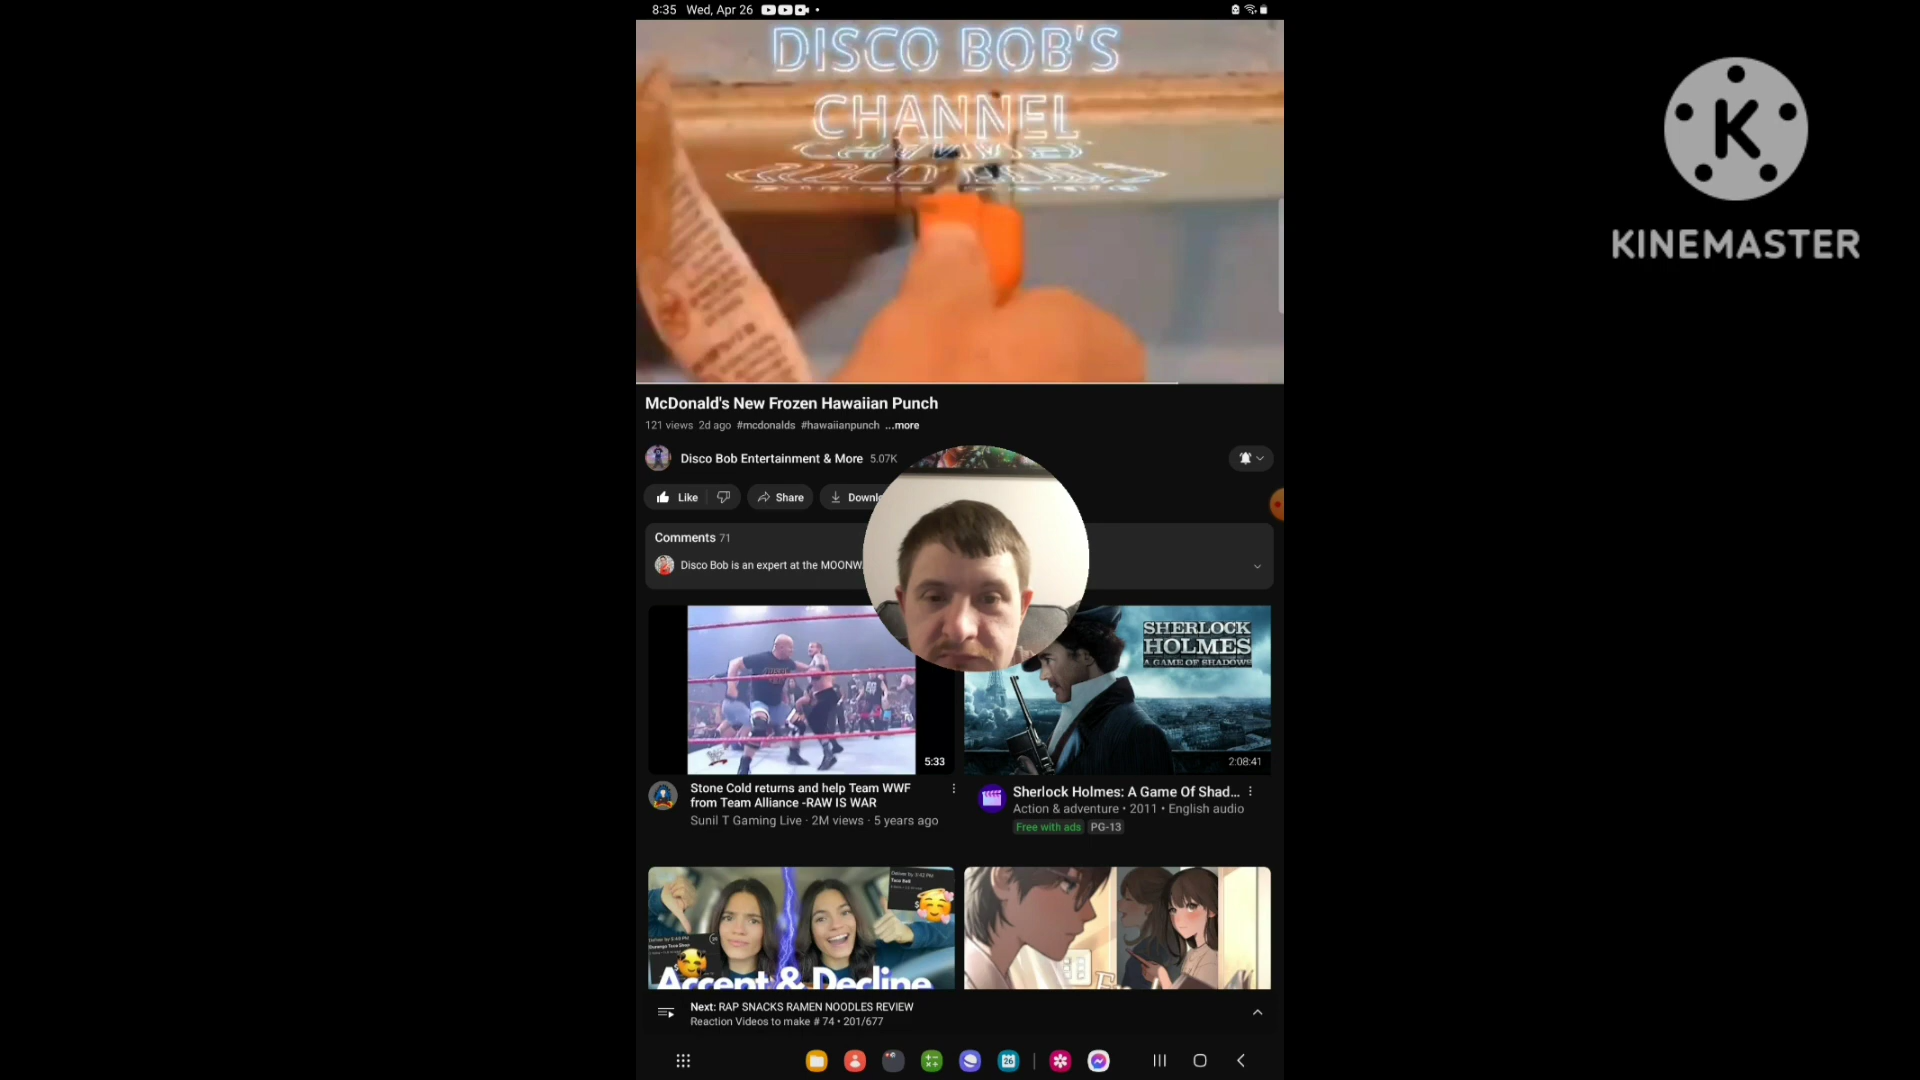 8:35 Wed, Apr 26
DISCO BOB'S
CHANNEL
K
KINEMASTER
McDonald's New Frozen Hawaiian Punch
121 views 2d ago #mcdonalds #hawaiianpunch ...more
Disco Bob Entertainment & More 5.07K
Like
Share
Downlo
Comments 71
Disco Bob is an expert at the MOONW
SHERLOCK
HOLMES
A GAME OF SHADOWS
5:33
2:08:41
Stone Cold returns and help Team WWF
from Team Alliance -RAW IS WAR
Sunil T Gaming Live · 2M views · 5 years ago
Sherlock Holmes: A Game Of Shad...
Action & adventure • 2011 • English audio
Free with ads PG-13
Accept & Decline
Next: RAP SNACKS RAMEN NOODLES REVIEW
Reaction Videos to make # 74 • 201/677
26